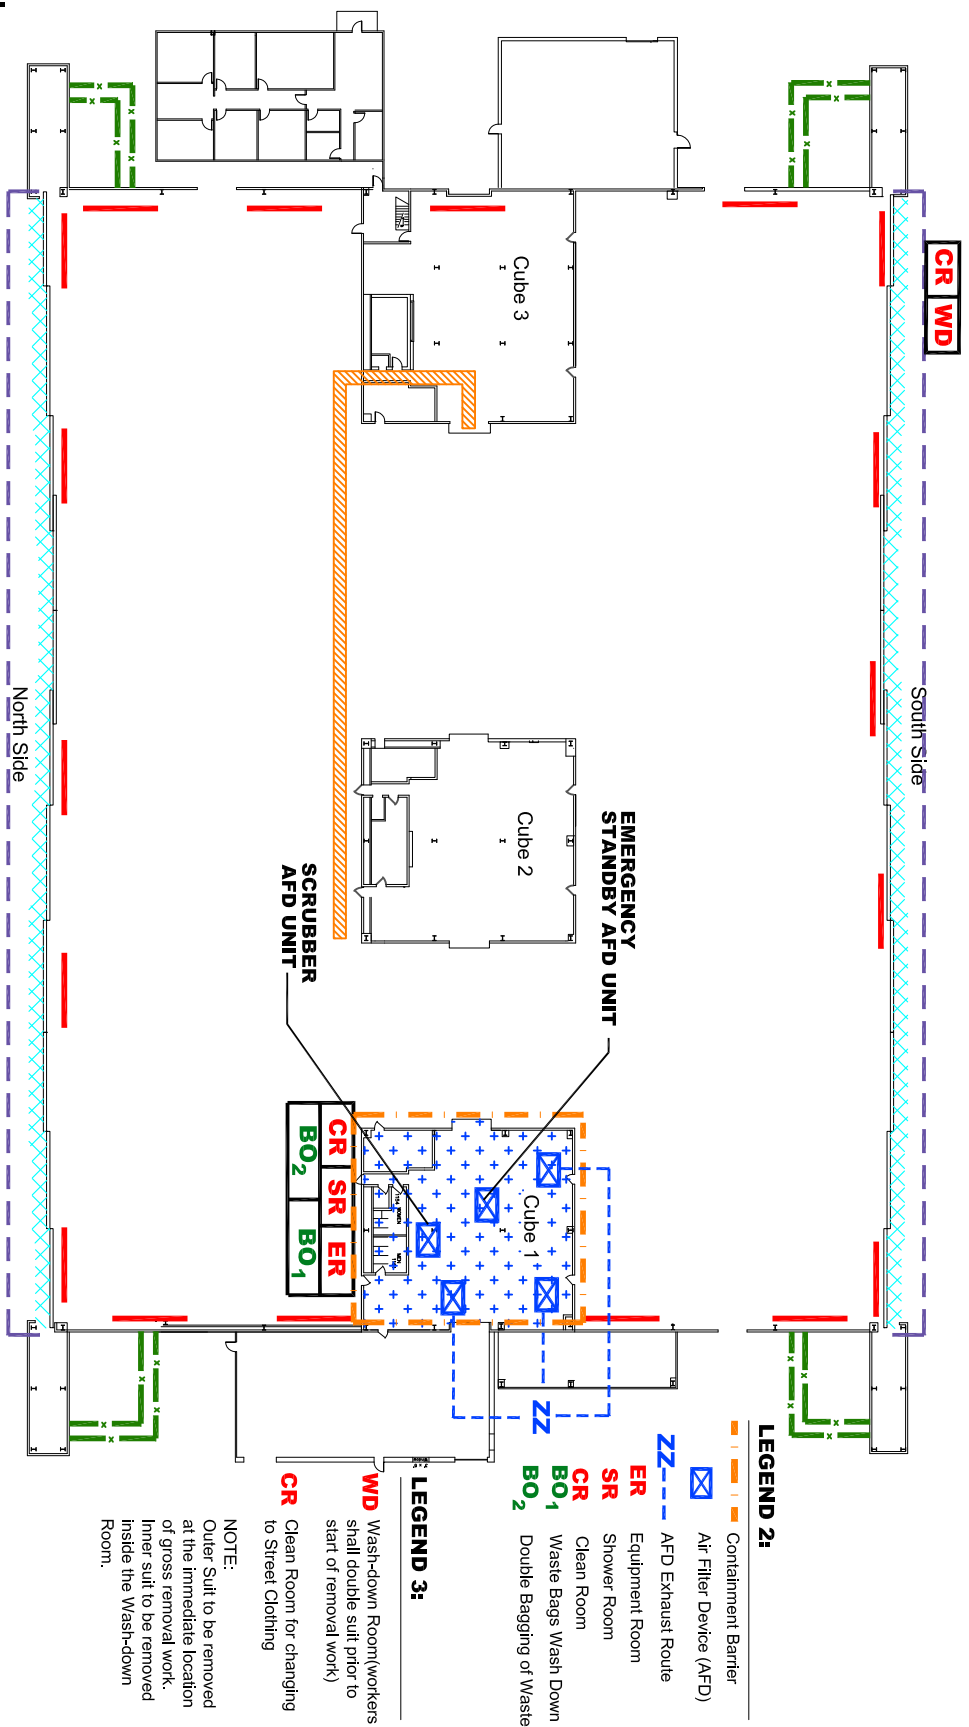 CR WD
South Side
North Side
Cube 3
Cube 2
Cube 1
EMERGENCY
STANDBY AFD UNIT
SCRUBBER
AFD UNIT
CR SR ER
BO2 BO1
WOMEN
MEN
ZZ
LEGEND 2:
Containment Barrier
Air Filter Device (AFD)
ZZ AFD Exhaust Route
ER Equipment Room
SR Shower Room
CR Clean Room
BO1 Waste Bags Wash Down
BO2 Double Bagging of Waste
LEGEND 3:
WD Wash-down Room(workers
shall double suit prior to
start of removal work)
CR Clean Room for changing
to Street Clothing
NOTE:
Outer Suit to be removed
at the immediate location
of gross removal work.
Inner suit to be removed
inside the Wash-down
Room.